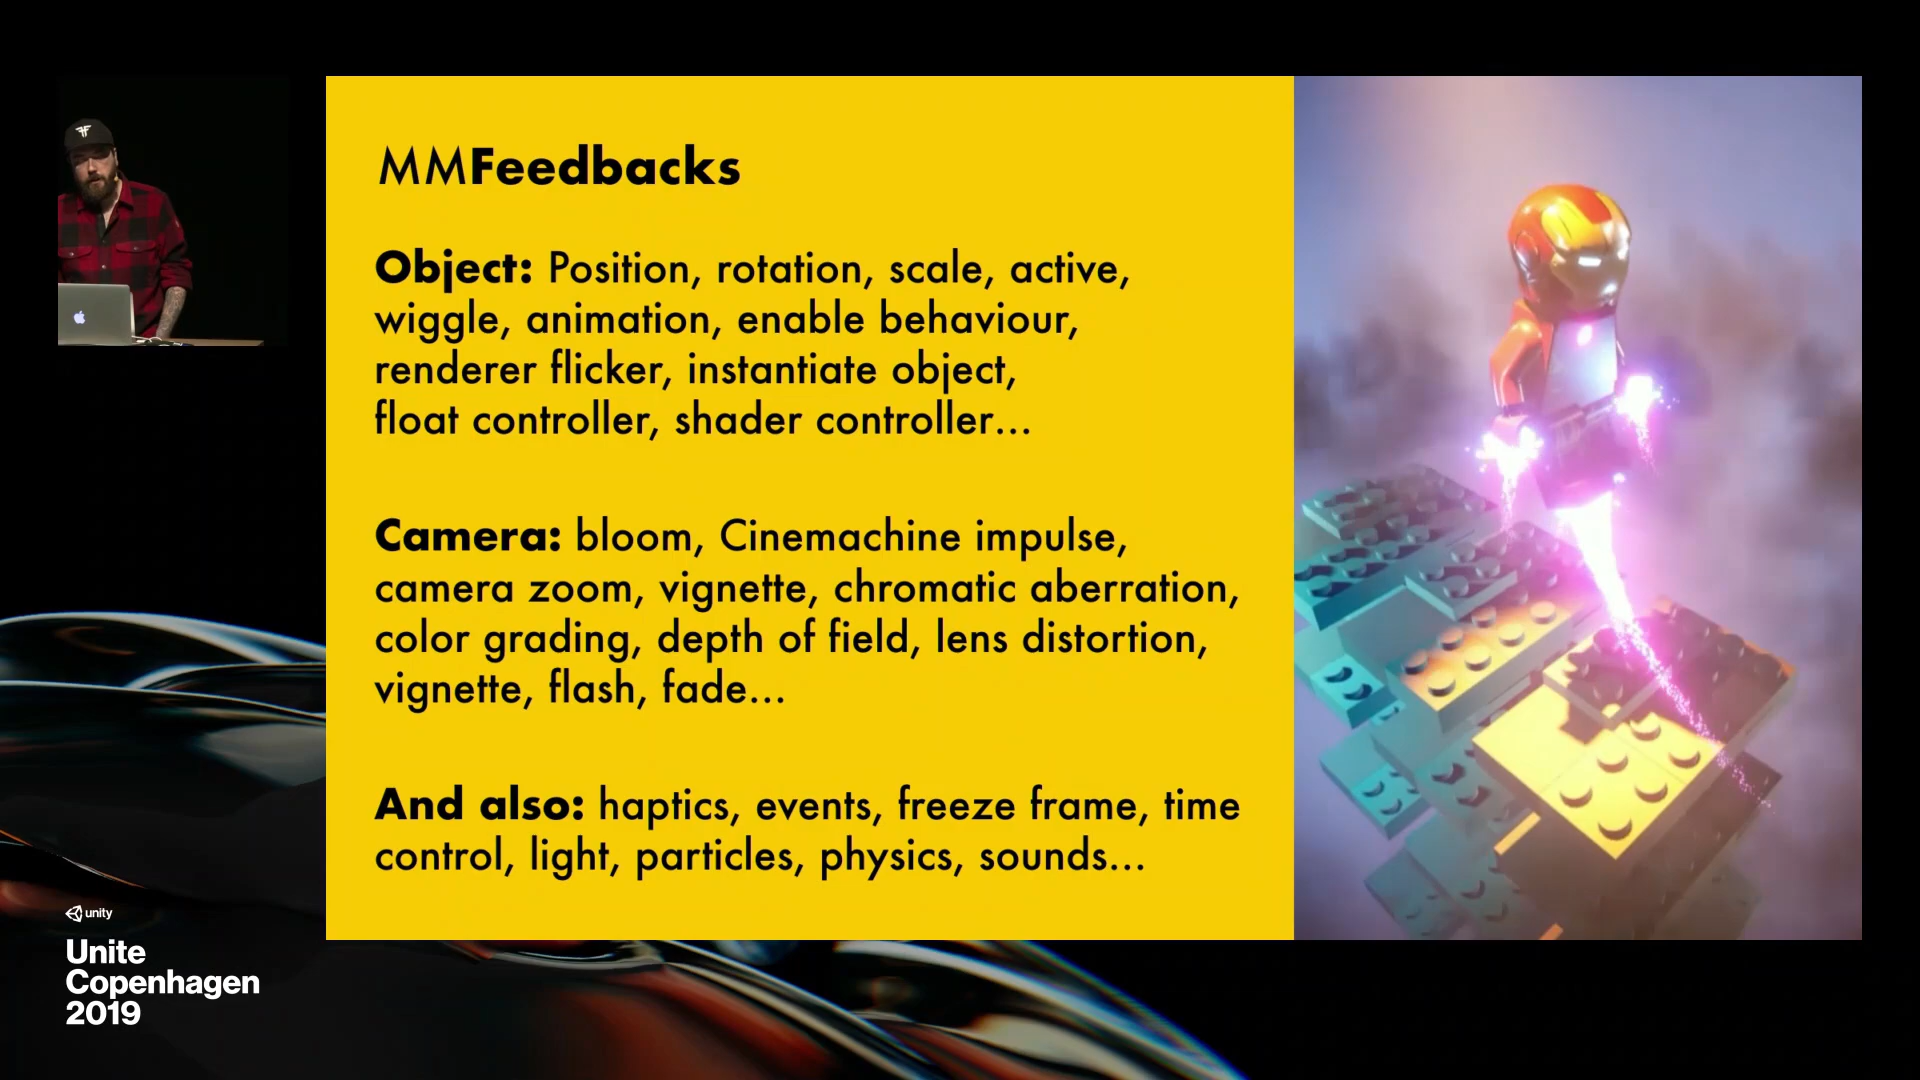 MMFeedbacks
Object: Position, rotation, scale, active,
wiggle, animation, enable behaviour,
renderer flicker, instantiate object,
float controller, shader controller...
Camera: bloom, Cinemachine impulse,
camera zoom, vignette, chromatic aberration,
color grading, depth of field, lens distortion,
vignette, flash, fade...
And also: haptics, events, freeze frame, time
control, light, particles, physics, sounds...
unity
Unite
Copenhagen
2019